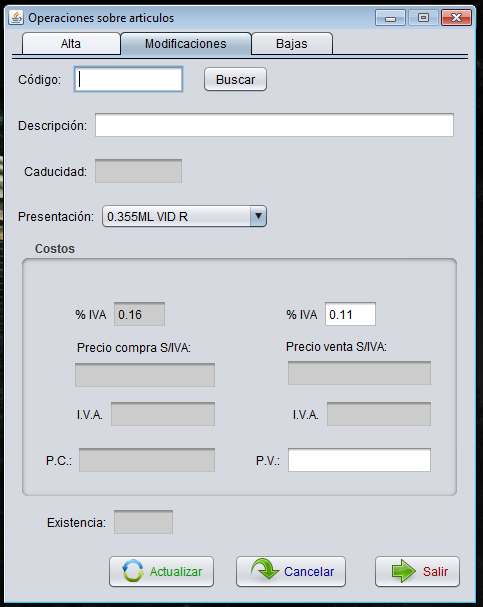 Operaciones sobre articulos
Alta Modificaciones Bajas
Código: Buscar
Descripción:
Caducidad:
Presentación: 0.355ML VID R
Costos
% IVA 0.16 % IVA 0.11
Precio compra S/IVA: Precio venta S/IVA:
I.V.A. I.V.A.
P.C.: P.V.:
Existencia:
Actualizar Cancelar Salir